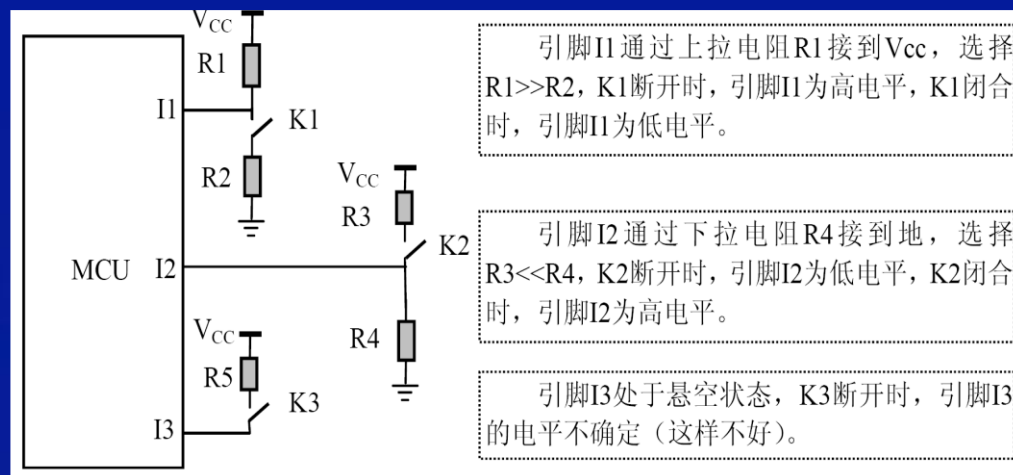 V_CC
R1
I1
K1
R2
V_CC
R3
K2
MCU
I2
V_CC
R4
R5
K3
I3
引脚I1通过上拉电阻R1接到Vcc，选择
R1>>R2，K1断开时，引脚I1为高电平，K1闭合
时，引脚I1为低电平。
引脚I2通过下拉电阻R4接到地，选择
R3<<R4，K2断开时，引脚I2为低电平，K2闭合
时，引脚I2为高电平。
引脚I3处于悬空状态，K3断开时，引脚I3
的电平不确定（这样不好）。